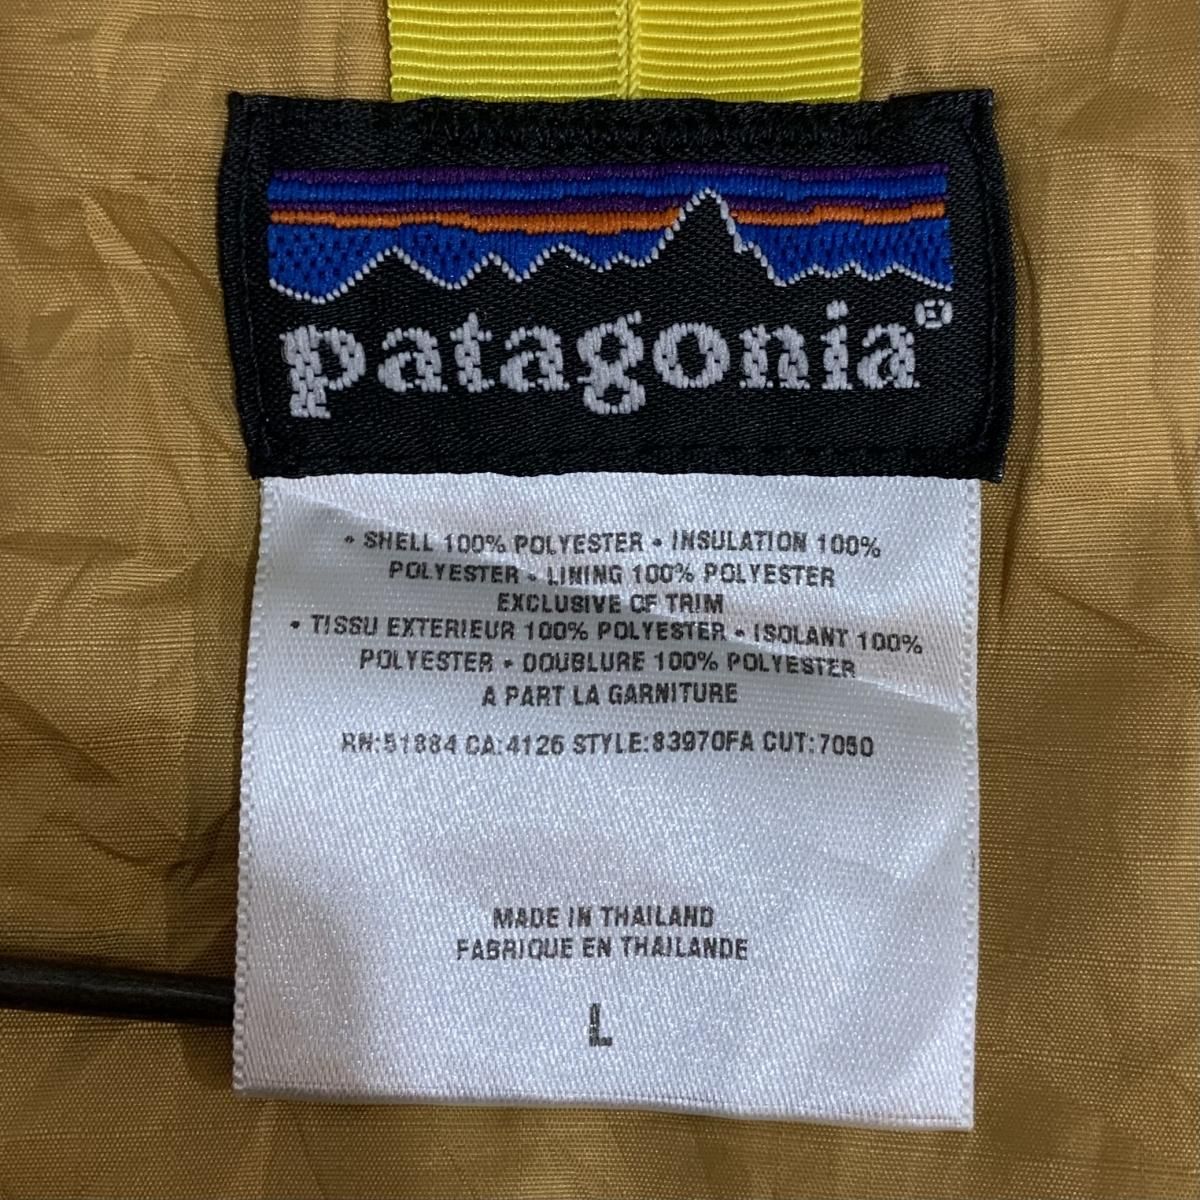 patagonia®
• SHELL 100% POLYESTER • INSULATION 100%
POLYESTER • LINING 100% POLYESTER
EXCLUSIVE OF TRIM
• TISSU EXTERIEUR 100% POLYESTER • ISOLANT 100%
POLYESTER • DOUBLURE 100% POLYESTER
A PART LA GARNITURE
RN:51884 CA:4126 STYLE:83970FA CUT:7050
MADE IN THAILAND
FABRIQUE EN THAILANDE
L